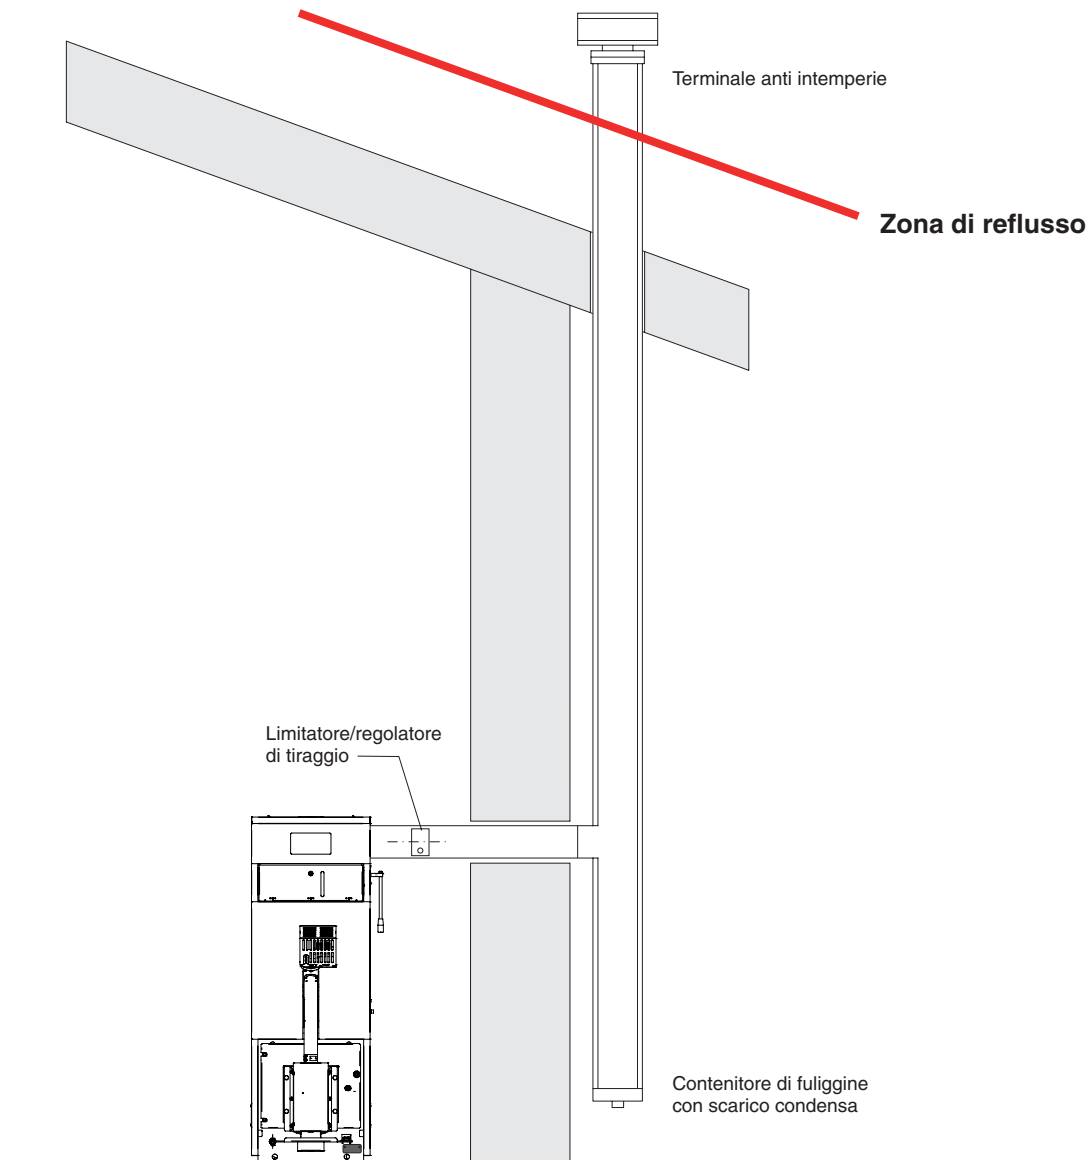 Terminale anti intemperie
Zona di reflusso
Limitatore/regolatore
di tiraggio
Contenitore di fuliggine
con scarico condensa